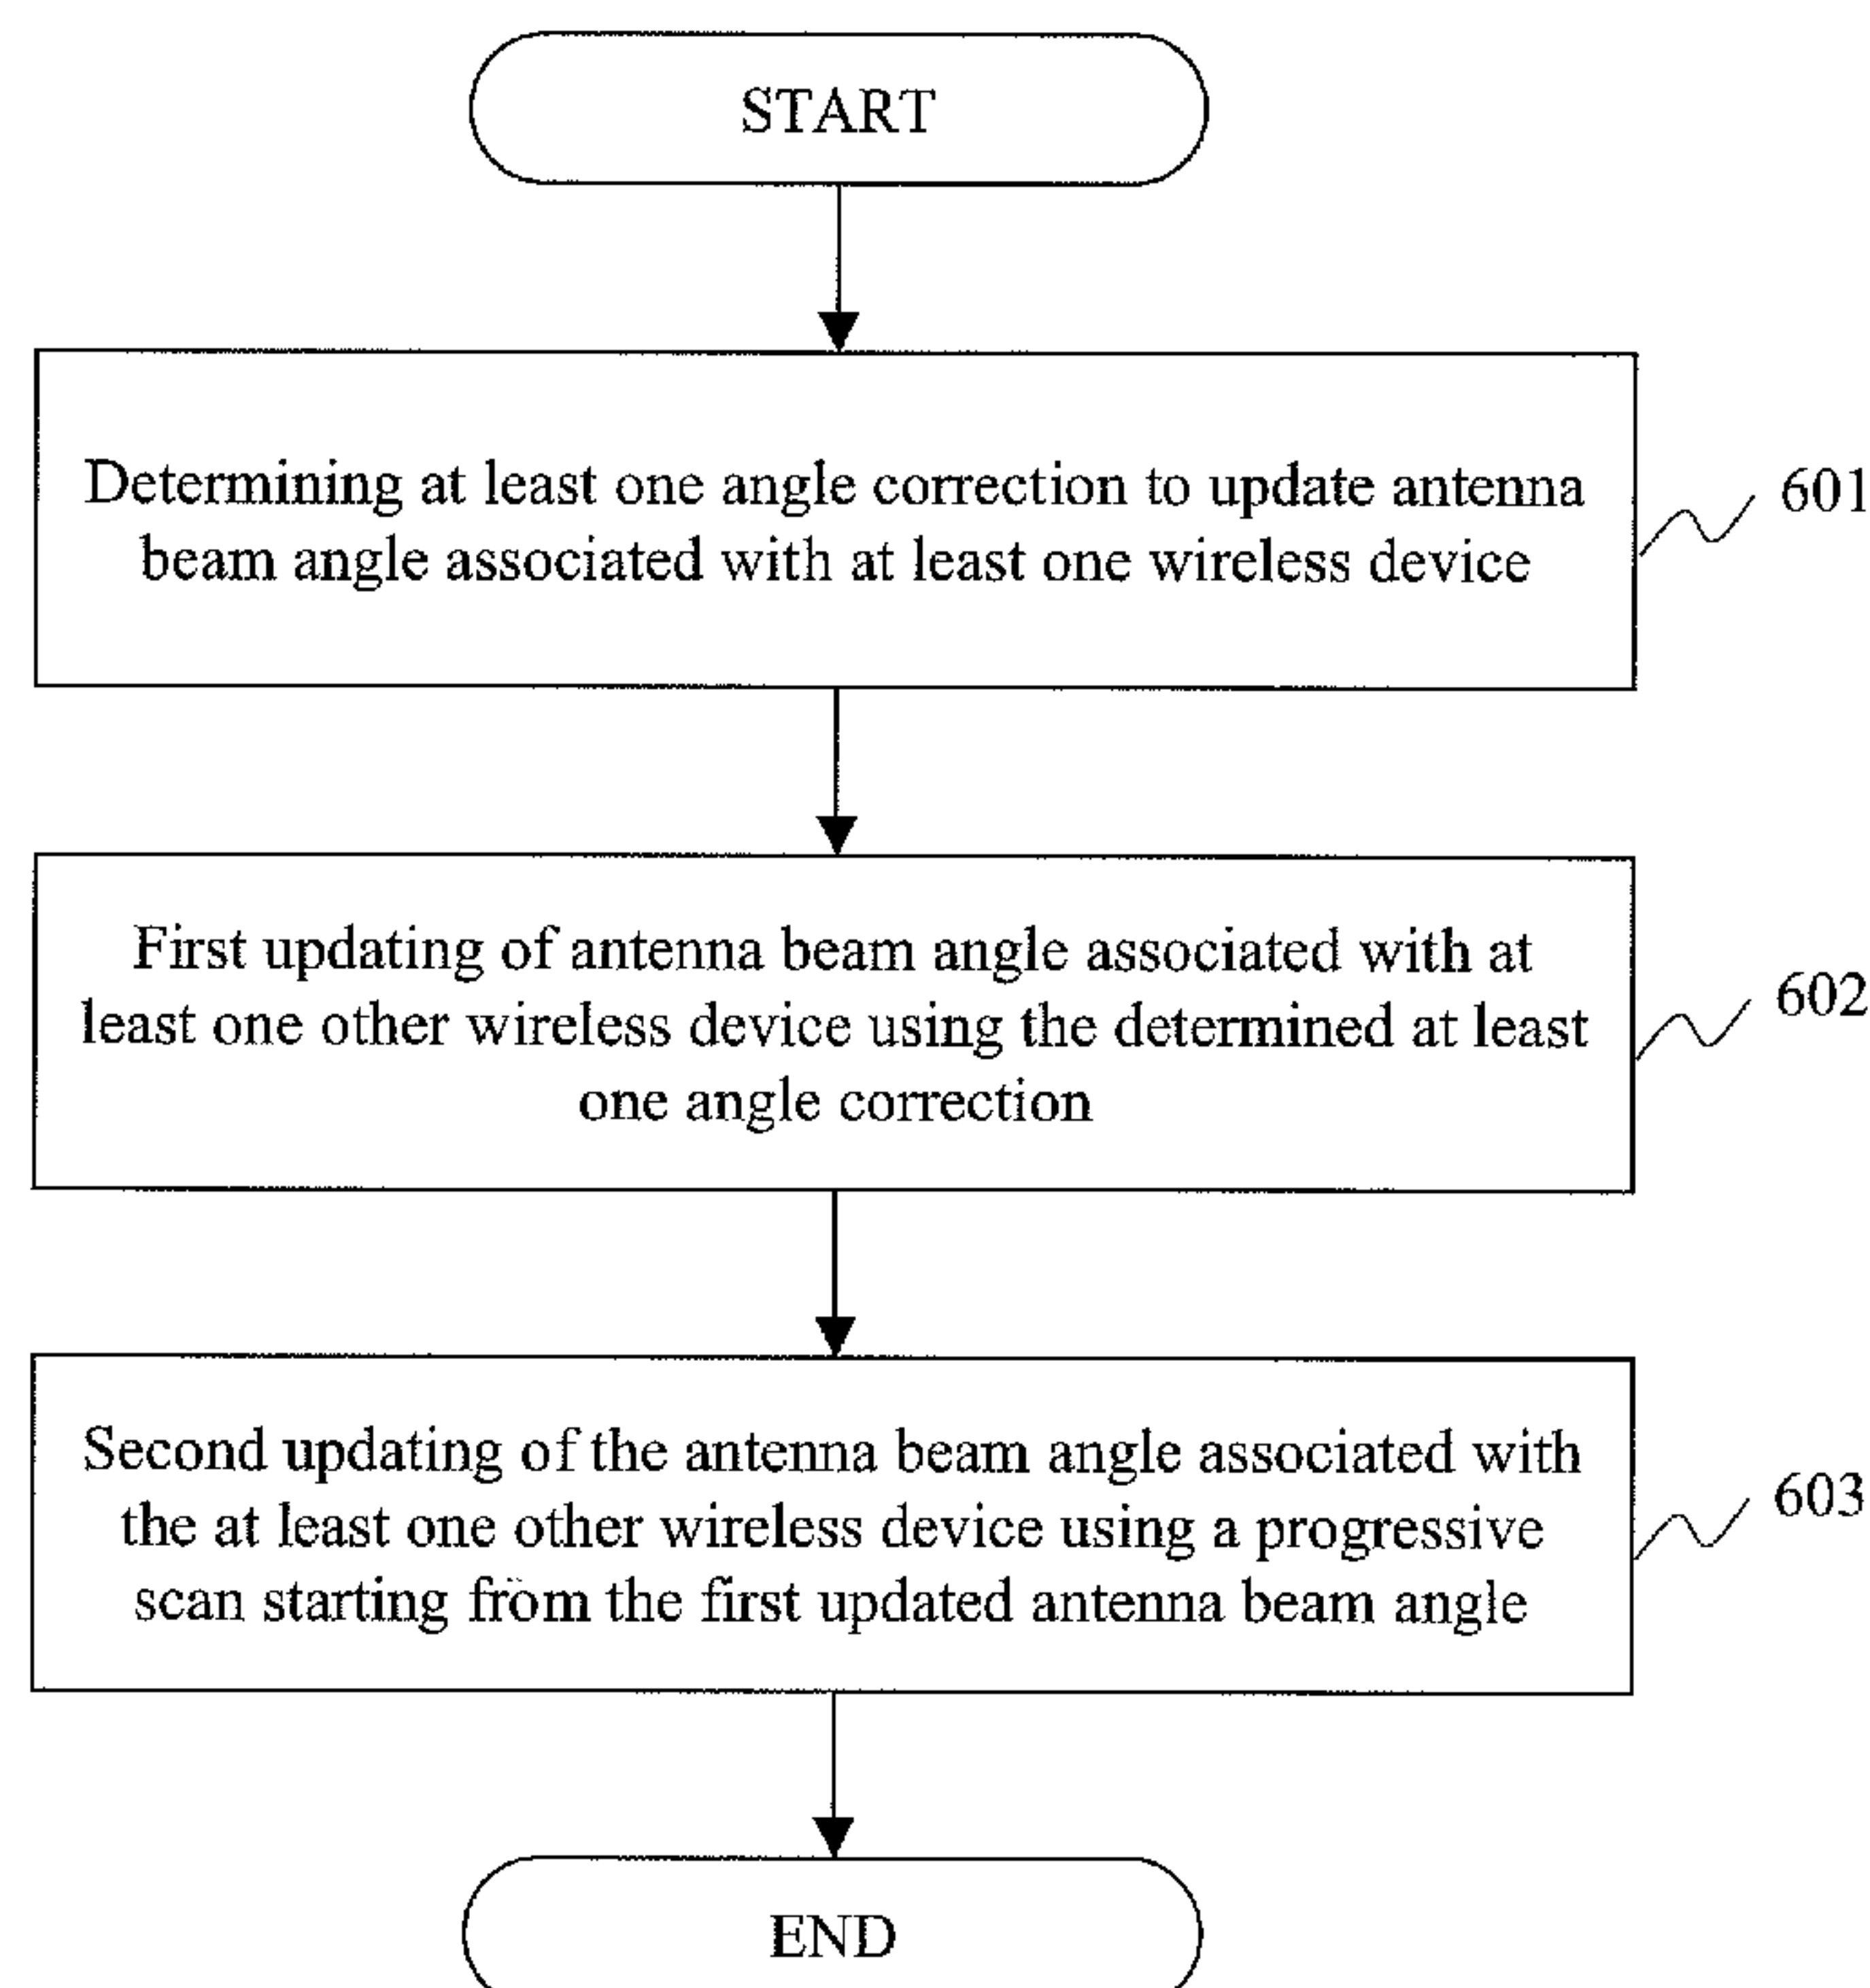 START
Determining at least one angle correction to update antenna
beam angle associated with at least one wireless device
601
First updating of antenna beam angle associated with at
least one other wireless device using the determined at least
one angle correction
602
Second updating of the antenna beam angle associated with
the at least one other wireless device using a progressive
scan starting from the first updated antenna beam angle
603
END